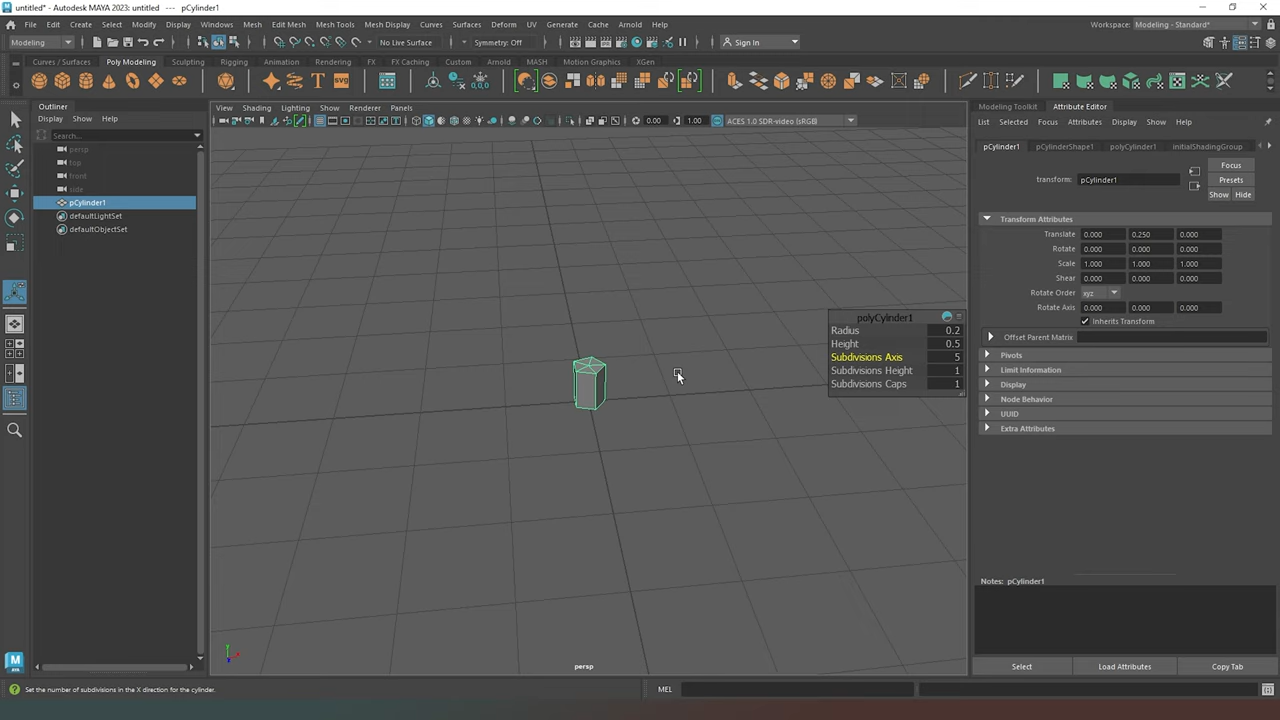 untitled* - Autodesk MAYA 2023: untitled --- pCylinder1
File Edit Create Select Modify Display Windows Mesh Edit Mesh Mesh Tools Mesh Display Curves Surfaces Deform UV Generate Cache Arnold Help
Workspace: Modeling - Standard*
Modeling No Live Surface Symmetry: Off Sign In
Curves / Surfaces Poly Modeling Sculpting Rigging Animation Rendering FX FX Caching Custom Arnold MASH Motion Graphics XGen
T SVG
Outliner
Display Show Help
Search...
persp
top
front
side
pCylinder1
defaultLightSet
defaultObjectSet
View Shading Lighting Show Renderer Panels
0.00 1.00 ACES 1.0 SDR-video (sRGB)
polyCylinder1
Radius 0.2
Height 0.5
Subdivisions Axis 5
Subdivisions Height 1
Subdivisions Caps 1
persp
Modeling Toolkit Attribute Editor
List Selected Focus Attributes Display Show Help
pCylinder1 pCylinderShape1 polyCylinder1 initialShadingGroup
Focus
transform: pCylinder1 Presets
Show Hide
Transform Attributes
Translate 0.000 0.250 0.000
Rotate 0.000 0.000 0.000
Scale 1.000 1.000 1.000
Shear 0.000 0.000 0.000
Rotate Order xyz
Rotate Axis 0.000 0.000 0.000
Inherits Transform
Offset Parent Matrix
Pivots
Limit Information
Display
Node Behavior
UUID
Extra Attributes
Notes: pCylinder1
Select Load Attributes Copy Tab
Set the number of subdivisions in the X direction for the cylinder.
MEL